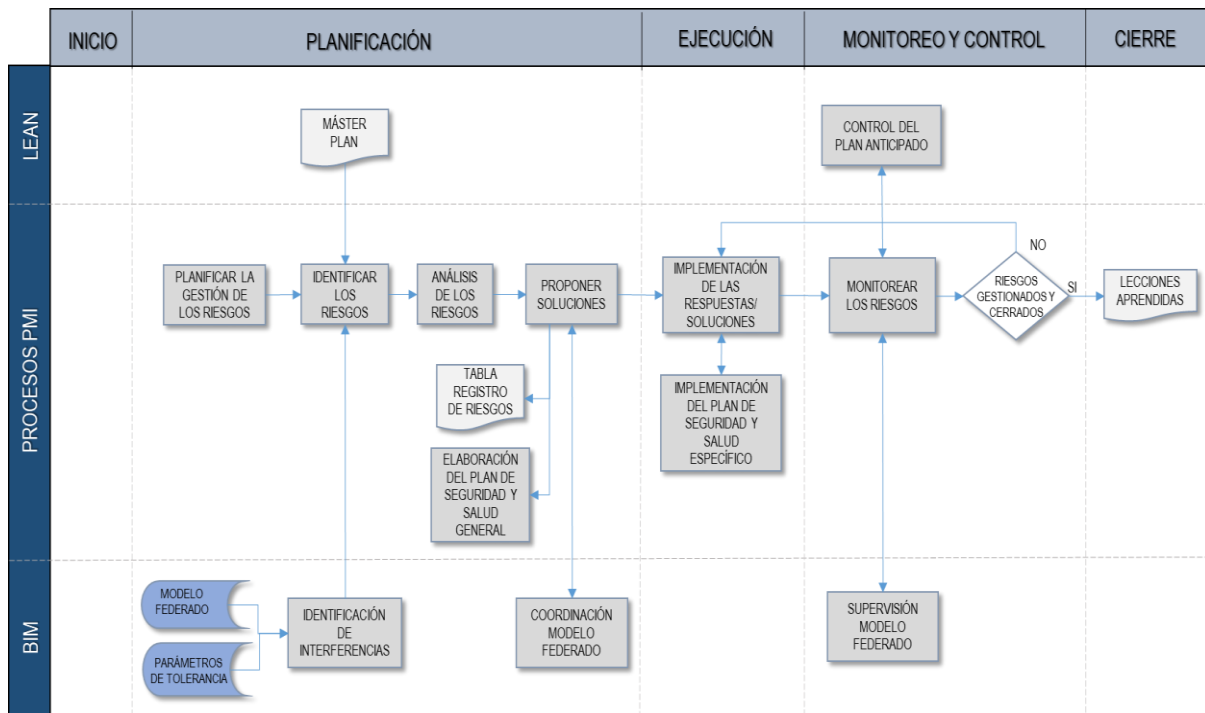 INICIO
PLANIFICACIÓN
EJECUCIÓN
MONITOREO Y CONTROL
CIERRE
LEAN
MÁSTER
PLAN
CONTROL DEL
PLAN ANTICIPADO
PROCESOS PMI
PLANIFICAR LA
GESTIÓN DE
LOS RIESGOS
IDENTIFICAR
LOS
RIESGOS
ANÁLISIS
DE LOS
RIESGOS
PROPONER
SOLUCIONES
IMPLEMENTACIÓN
DE LAS
RESPUESTAS/
SOLUCIONES
MONITOREAR
LOS RIESGOS
NO
RIESGOS
GESTIONADOS Y
CERRADOS
SI
LECCIONES
APRENDIDAS
TABLA
REGISTRO
DE RIESGOS
ELABORACIÓN
DEL PLAN DE
SEGURIDAD Y
SALUD
GENERAL
IMPLEMENTACIÓN
DEL PLAN DE
SEGURIDAD Y
SALUD
ESPECÍFICO
BIM
MODELO
FEDERADO
PARÁMETROS
DE TOLERANCIA
IDENTIFICACIÓN
DE
INTERFERENCIAS
COORDINACIÓN
MODELO
FEDERADO
SUPERVISIÓN
MODELO
FEDERADO